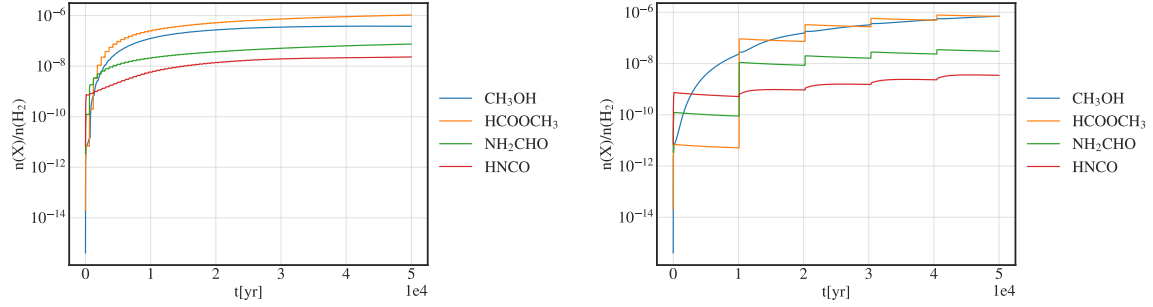 n(X)/n(H₂)
10⁻⁶
10⁻⁸
10⁻¹⁰
10⁻¹²
10⁻¹⁴
0 1 2 3 4 5
1e4
t[yr]
CH₃OH
HCOOCH₃
NH₂CHO
HNCO
n(X)/n(H₂)
10⁻⁶
10⁻⁸
10⁻¹⁰
10⁻¹²
10⁻¹⁴
0 1 2 3 4 5
1e4
t[yr]
CH₃OH
HCOOCH₃
NH₂CHO
HNCO